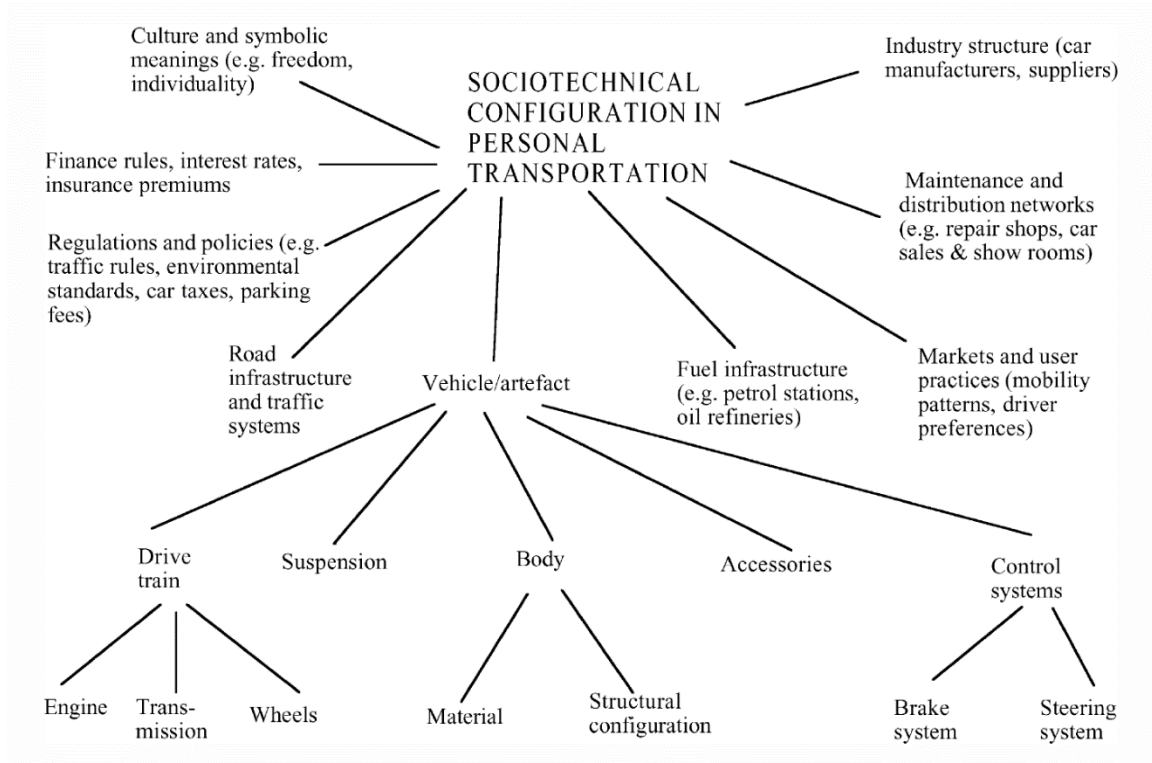 Culture and symbolic
meanings (e.g. freedom,
individuality)
SOCIOTECHNICAL
CONFIGURATION IN
PERSONAL
TRANSPORTATION
Industry structure (car
manufacturers, suppliers)
Finance rules, interest rates,
insurance premiums
Maintenance and
distribution networks
(e.g. repair shops, car
sales & show rooms)
Regulations and policies (e.g.
traffic rules, environmental
standards, car taxes, parking
fees)
Road
infrastructure
and traffic
systems
Vehicle/artefact
Fuel infrastructure
(e.g. petrol stations,
oil refineries)
Markets and user
practices (mobility
patterns, driver
preferences)
Drive
train
Suspension
Body
Accessories
Control
systems
Engine
Trans-
mission
Wheels
Material
Structural
configuration
Brake
system
Steering
system